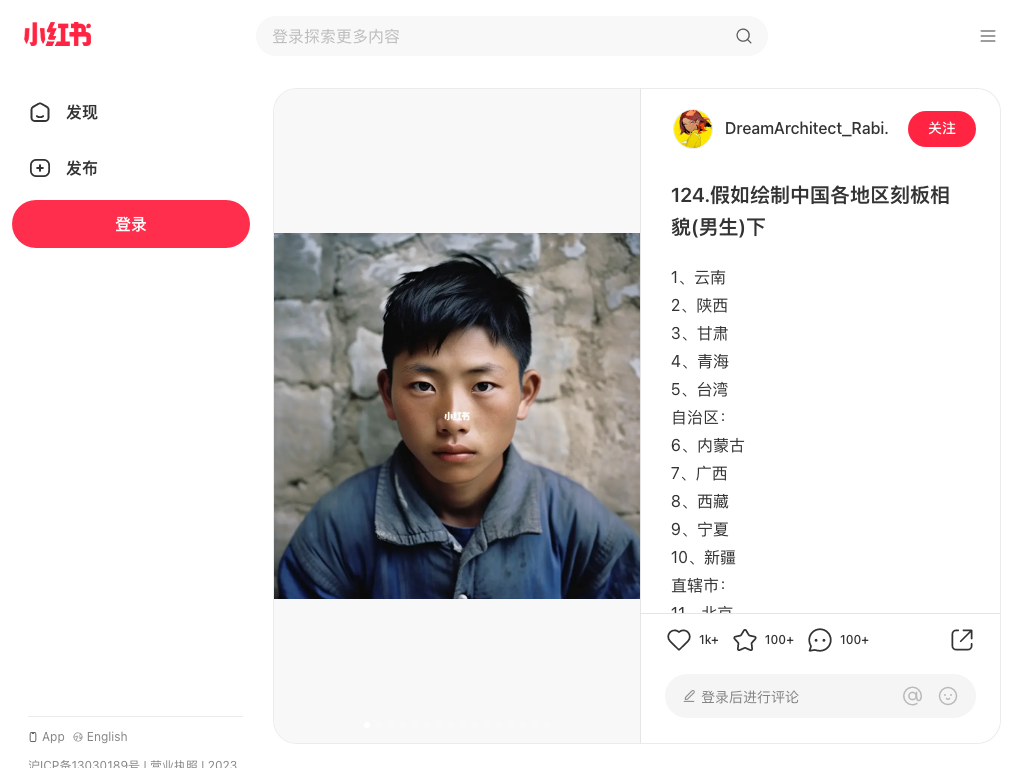 小红书
登录探索更多内容
发现
发布
登录
小红书
DreamArchitect_Rabi.
关注
124.假如绘制中国各地区刻板相
貌(男生)下
1、云南
2、陕西
3、甘肃
4、青海
5、台湾
自治区：
6、内蒙古
7、广西
8、西藏
9、宁夏
10、新疆
直辖市：
11、北京
1k+ 100+ 100+
登录后进行评论
App English
沪ICP备13030189号 | 营业执照 | 2023